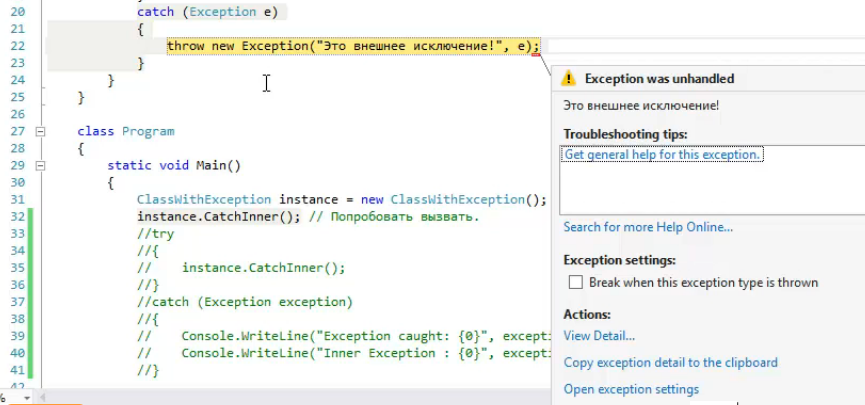 20 catch (Exception e)
21 {
22 throw new Exception("Это внешнее исключение!", e);
23 }
24 }
25 }
26
27 class Program
28 {
29 static void Main()
30 {
31 ClassWithException instance = new ClassWithException();
32 instance.CatchInner(); // Попробовать вызвать.
33 //try
34 //{
35 // instance.CatchInner();
36 //}
37 //catch (Exception exception)
38 //{
39 // Console.WriteLine("Exception caught: {0}", excepti
40 // Console.WriteLine("Inner Exception : {0}", excepti
41 //}
42
%
Exception was unhandled
Это внешнее исключение!
Troubleshooting tips:
Get general help for this exception.
Search for more Help Online...
Exception settings:
Break when this exception type is thrown
Actions:
View Detail...
Copy exception detail to the clipboard
Open exception settings